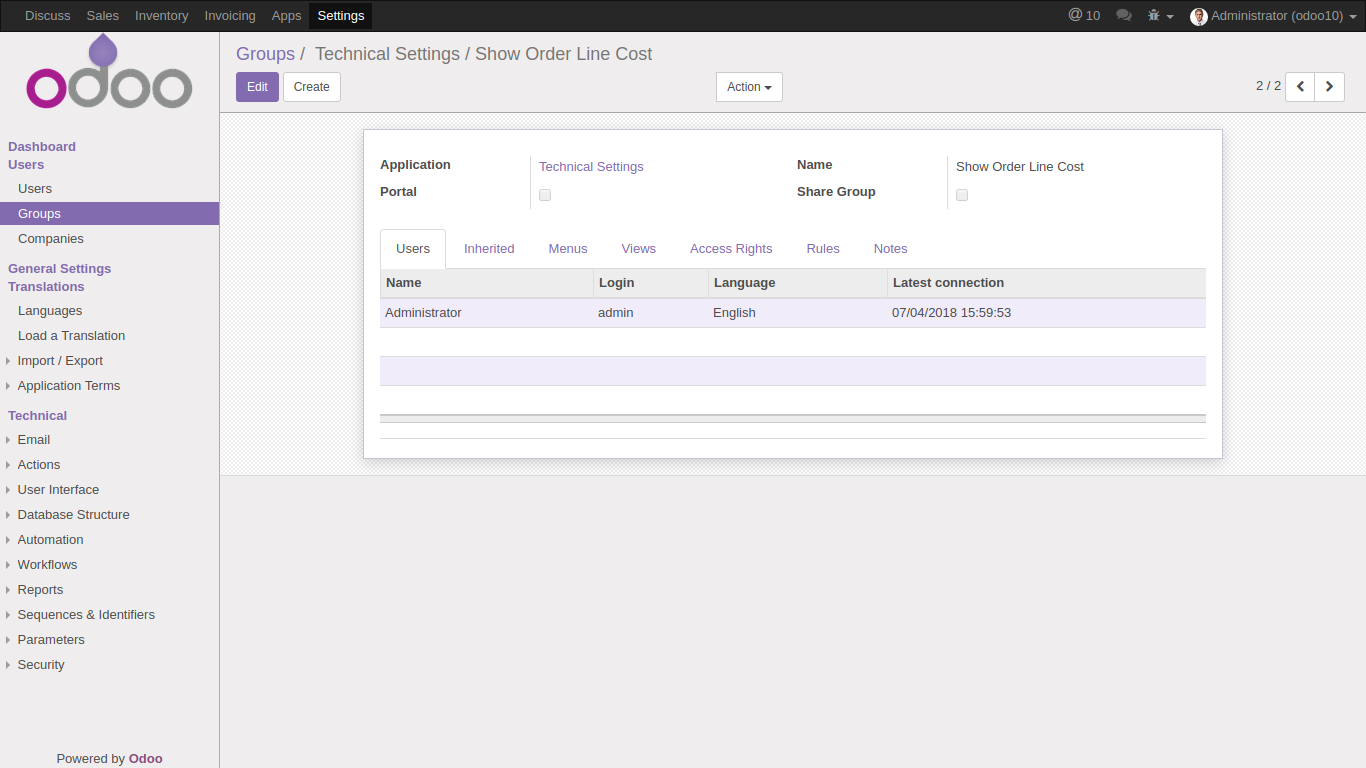 Discuss Sales Inventory Invoicing Apps Settings @ 10 Administrator (odoo10)
odoo
Dashboard
Users
Users
Groups
Companies
General Settings
Translations
Languages
Load a Translation
Import / Export
Application Terms
Technical
Email
Actions
User Interface
Database Structure
Automation
Workflows
Reports
Sequences & Identifiers
Parameters
Security
Powered by Odoo
Groups / Technical Settings / Show Order Line Cost
Edit Create Action 2 / 2
Application Technical Settings Name Show Order Line Cost
Portal Share Group
Users Inherited Menus Views Access Rights Rules Notes
Name Login Language Latest connection
Administrator admin English 07/04/2018 15:59:53